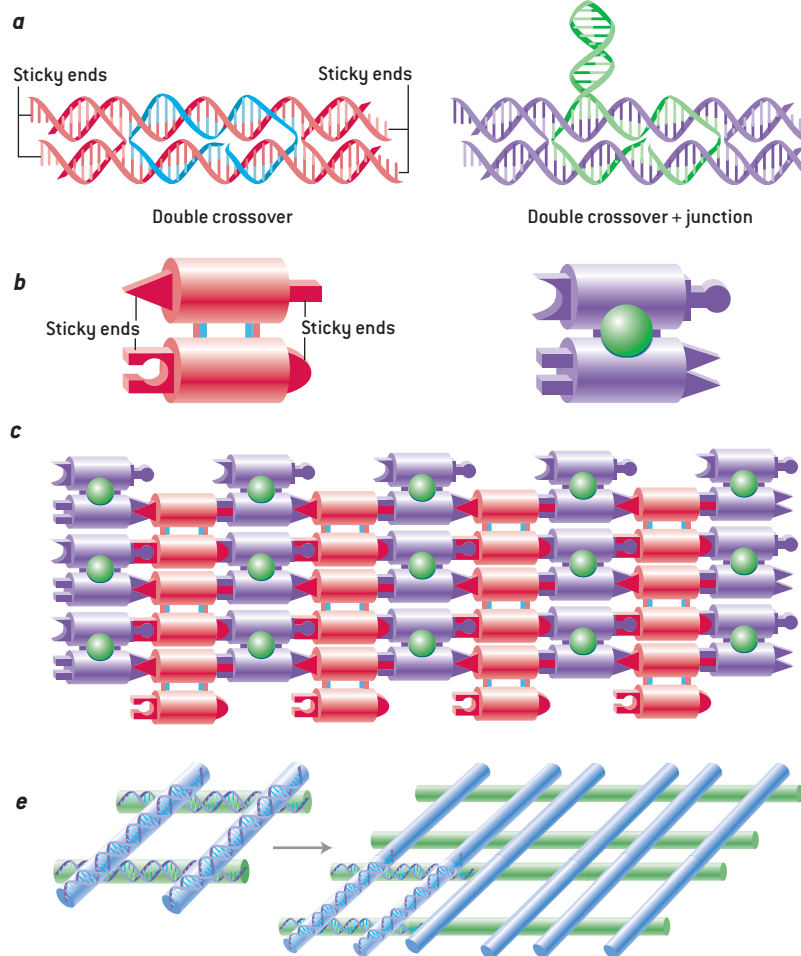 a
Sticky ends
Sticky ends
Double crossover
Double crossover + junction
b
Sticky ends
Sticky ends
c
e